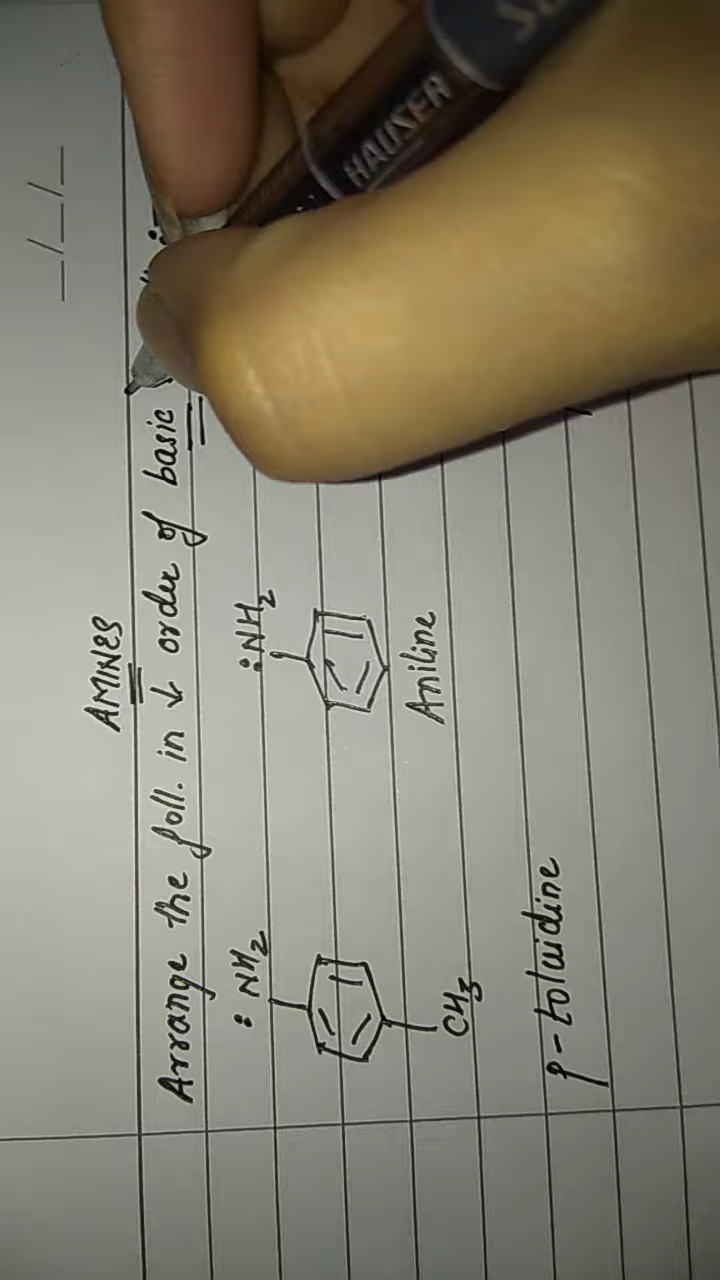 _/_/_
AMINES
Arrange the foll. in ↓ order of basic
:NH2 :NH2
CH3 Aniline
p-toluidine
HAUSER